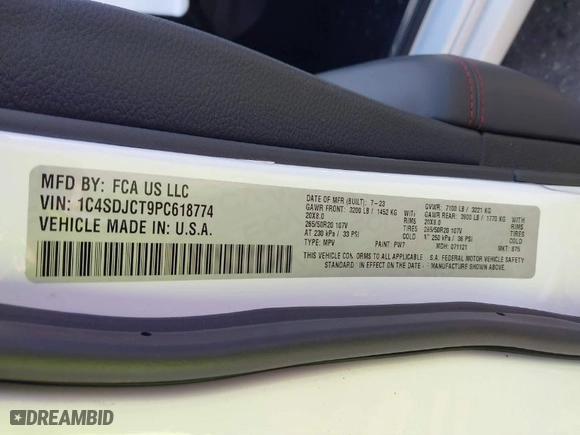 MFD BY: FCA US LLC
VIN: 1C4SDJCT9PC618774
VEHICLE MADE IN: U.S.A.
DATE OF MFR (BUILT): 7-23 GVWR: 7100 LB / 3221 KG
GAWR FRONT: 3200 LB / 1452 KG GAWR REAR: 3900 LB / 1770 KG
20X8.0 RIMS 20X8.0 RIMS
265/50R20 107V TIRES 265/50R20 107V TIRES
AT 230 kPa / 33 PSI COLD AT 250 kPa / 36 PSI COLD
TYPE: MPV PAINT: PW7 MDH: 071121 MKT:
THIS VEHICLE CONFORMS TO ALL APPLICABLE U.S.A. FEDERAL MOTOR VEHICLE SAFETY
STANDARD IN EFFECT ON THE DATE OF MANUFACTURE SHOWN ABOVE.
DREAMBID